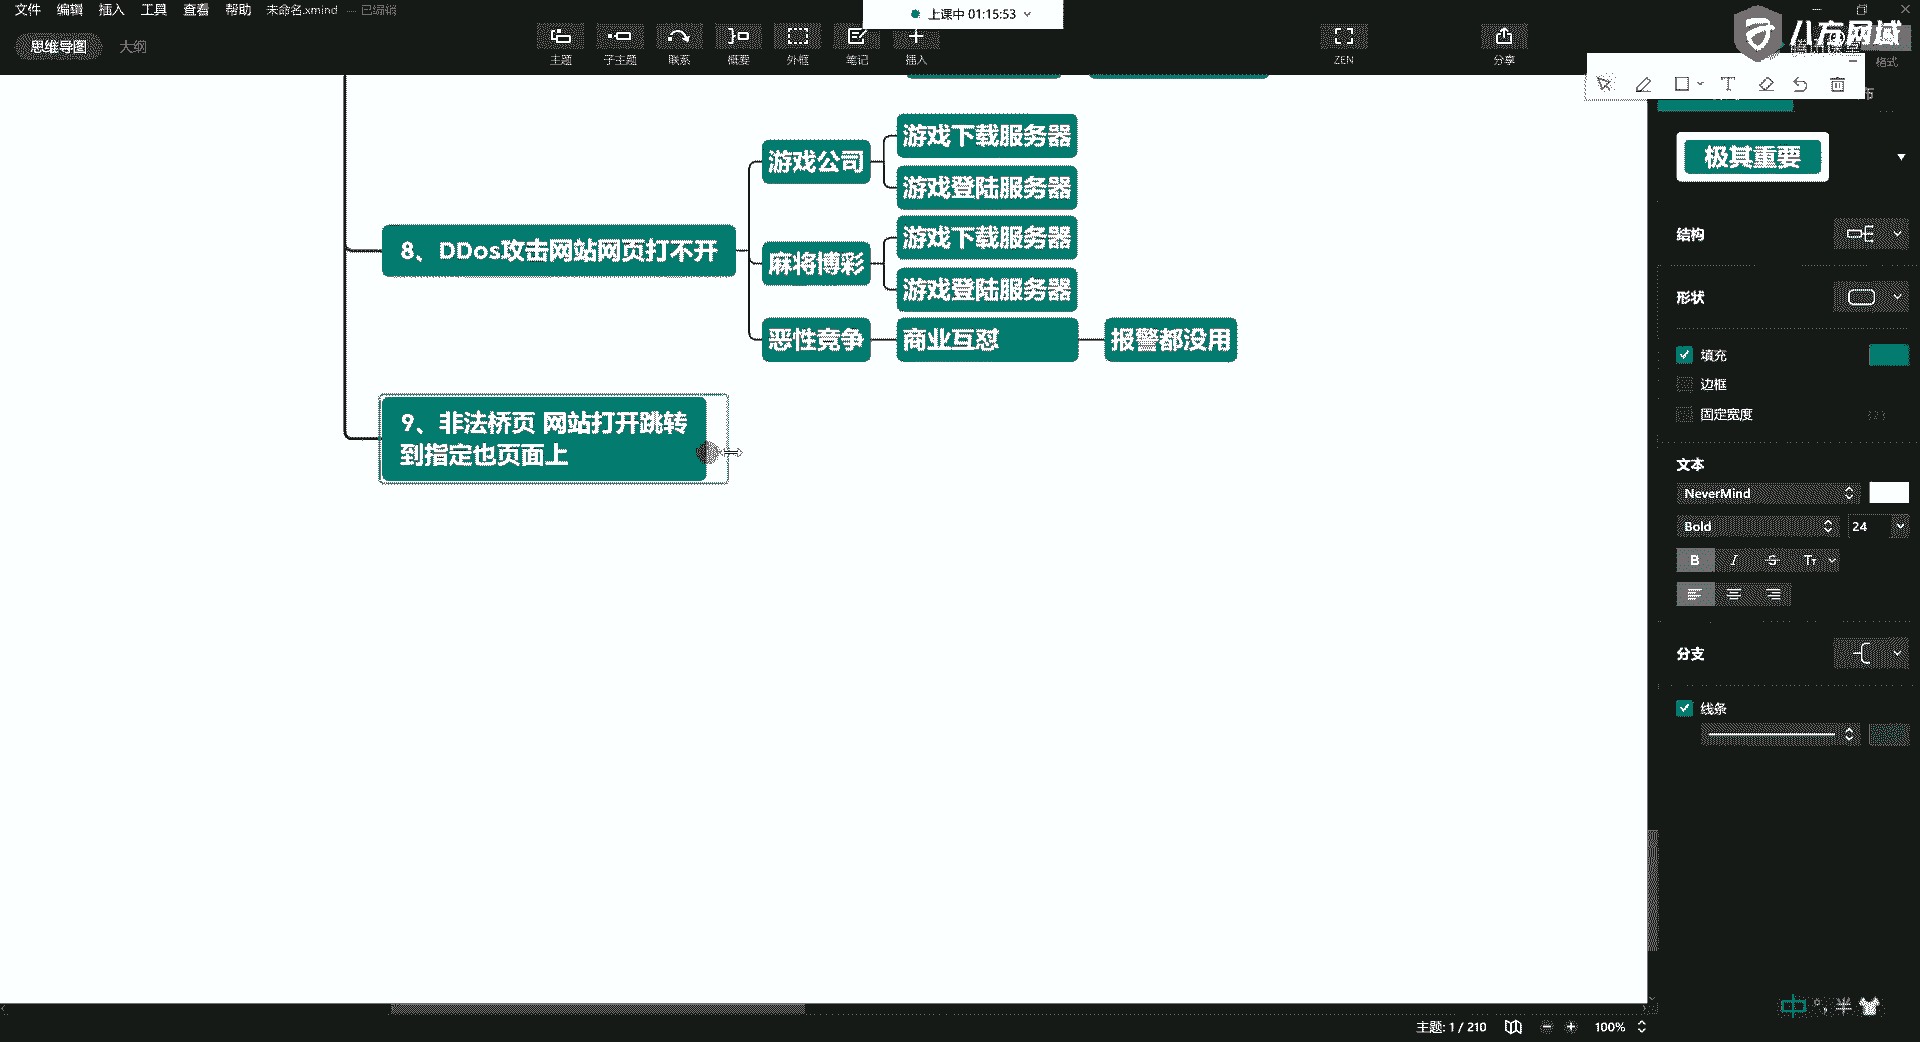 文件 编辑 插入 工具 查看 帮助 未命名.xmind — 已编辑
上课中 01:15:53
八方网域
思维导图 大纲
主题 子主题 联系 概要 外框 笔记 插入 ZEN 分享 格式
游戏公司
游戏下载服务器
游戏登陆服务器
8、DDos攻击网站网页打不开
麻将博彩
游戏下载服务器
游戏登陆服务器
恶性竞争 商业互怼 报警都没用
9、非法桥页 网站打开跳转
到指定也页面上
极其重要
结构
形状
填充
边框
固定宽度
文本
NeverMind
Bold 24
B I S Tт
分支
线条
中 °, 半
主题: 1 / 210 100%